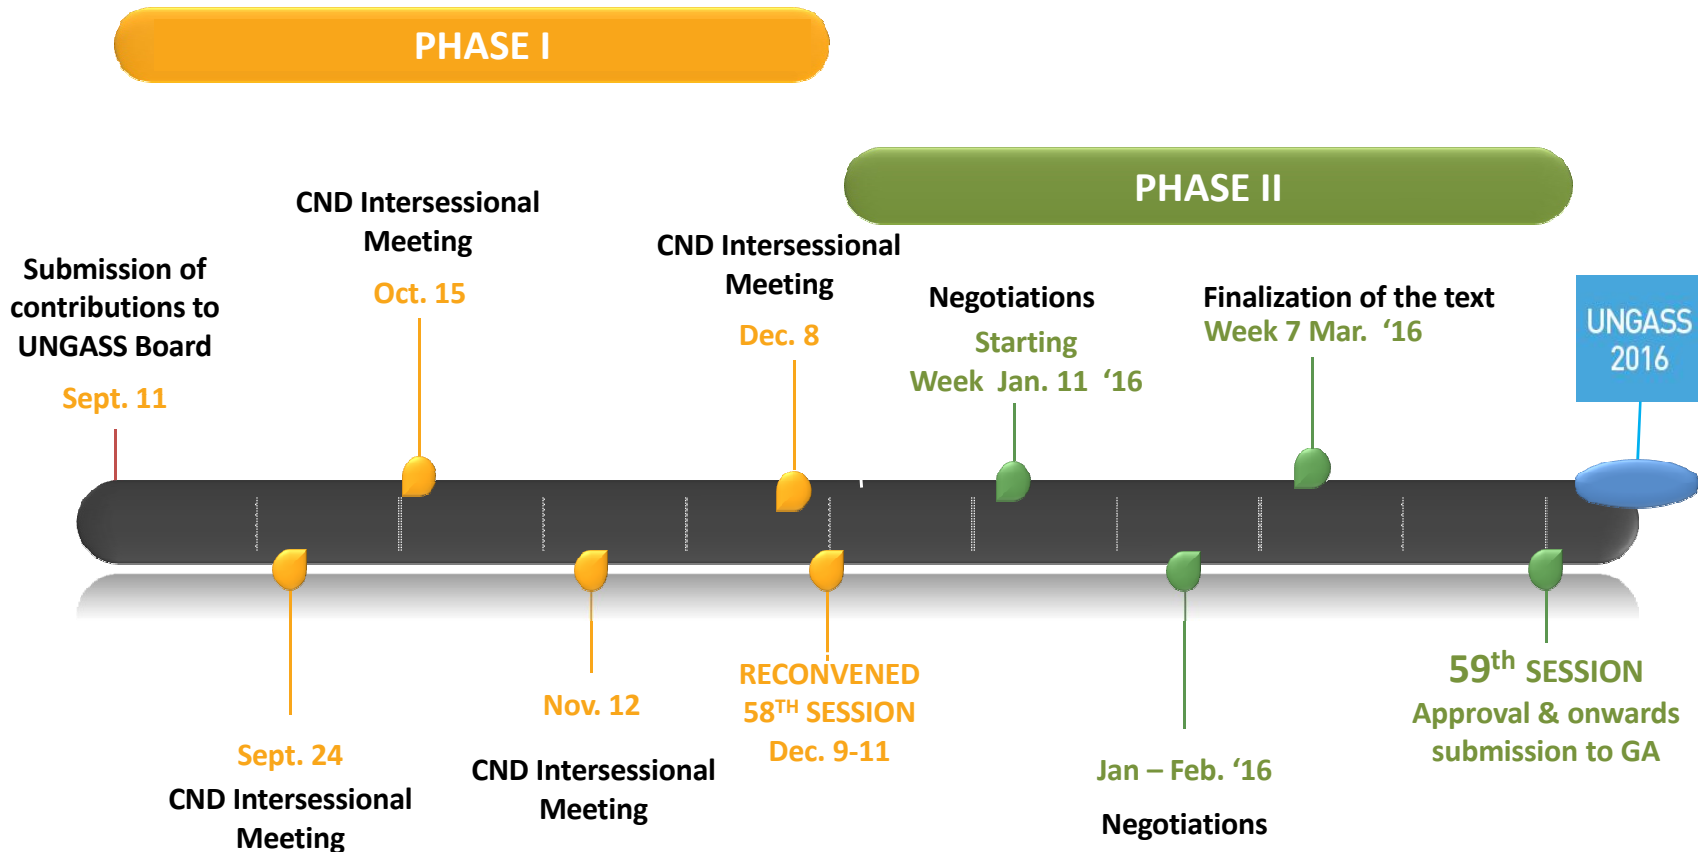 PHASE I
PHASE II
Submission of
contributions to
UNGASS Board
Sept. 11
CND Intersessional
Meeting
Oct. 15
CND Intersessional
Meeting
Dec. 8
Negotiations
Starting
Week Jan. 11 ‘16
Finalization of the text
Week 7 Mar. ‘16
UNGASS
2016
Sept. 24
CND Intersessional
Meeting
Nov. 12
CND Intersessional
Meeting
RECONVENED
58TH SESSION
Dec. 9-11
Jan – Feb. ‘16
Negotiations
59th SESSION
Approval & onwards
submission to GA